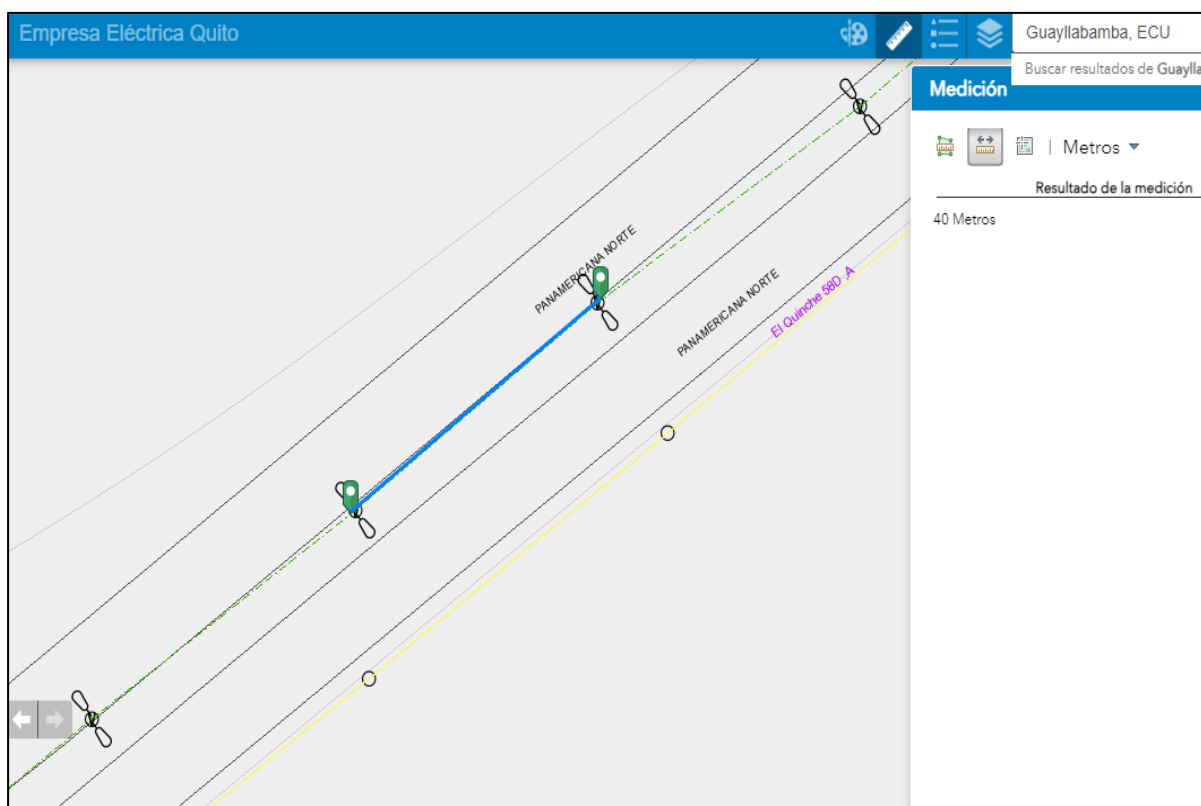 Empresa Eléctrica Quito
Guayllabamba, ECU
Buscar resultados de Guaylla
Medición
Metros
Resultado de la medición
40 Metros
PANAMERICANA NORTE
PANAMERICANA NORTE
El Quinche 58D .A